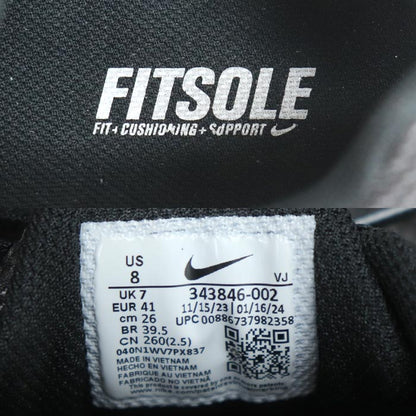 FITSOLE
FIT+CUSHIONING+SUPPORT
US
8
VJ
UK 7
343846-002
EUR 41
11/15/23 01/16/24
cm 26
UPC 00886737982358
BR 39.5
CN 260(2.5)
040N1WV7PX837
MADE IN VIETNAM
HECHO EN VIETNAM
FABRIQUE AU VIETNAM
FABRICADO NO VIETNÃ